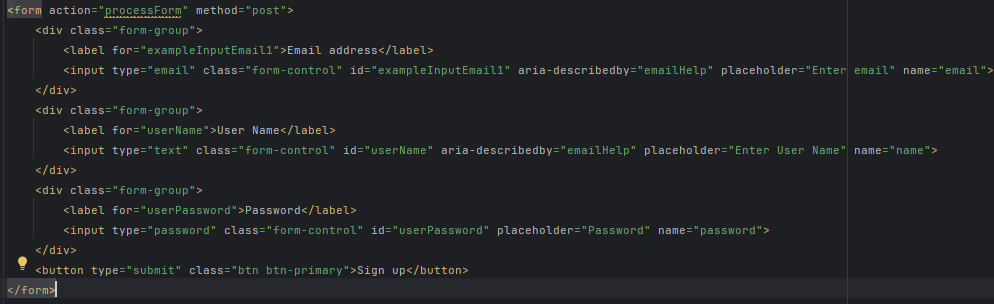 <form action="processForm" method="post">
    <div class="form-group">
        <label for="exampleInputEmail1">Email address</label>
        <input type="email" class="form-control" id="exampleInputEmail1" aria-describedby="emailHelp" placeholder="Enter email" name="email">
    </div>
    <div class="form-group">
        <label for="userName">User Name</label>
        <input type="text" class="form-control" id="userName" aria-describedby="emailHelp" placeholder="Enter User Name" name="name">
    </div>
    <div class="form-group">
        <label for="userPassword">Password</label>
        <input type="password" class="form-control" id="userPassword" placeholder="Password" name="password">
    </div>
    <button type="submit" class="btn btn-primary">Sign up</button>
</form>